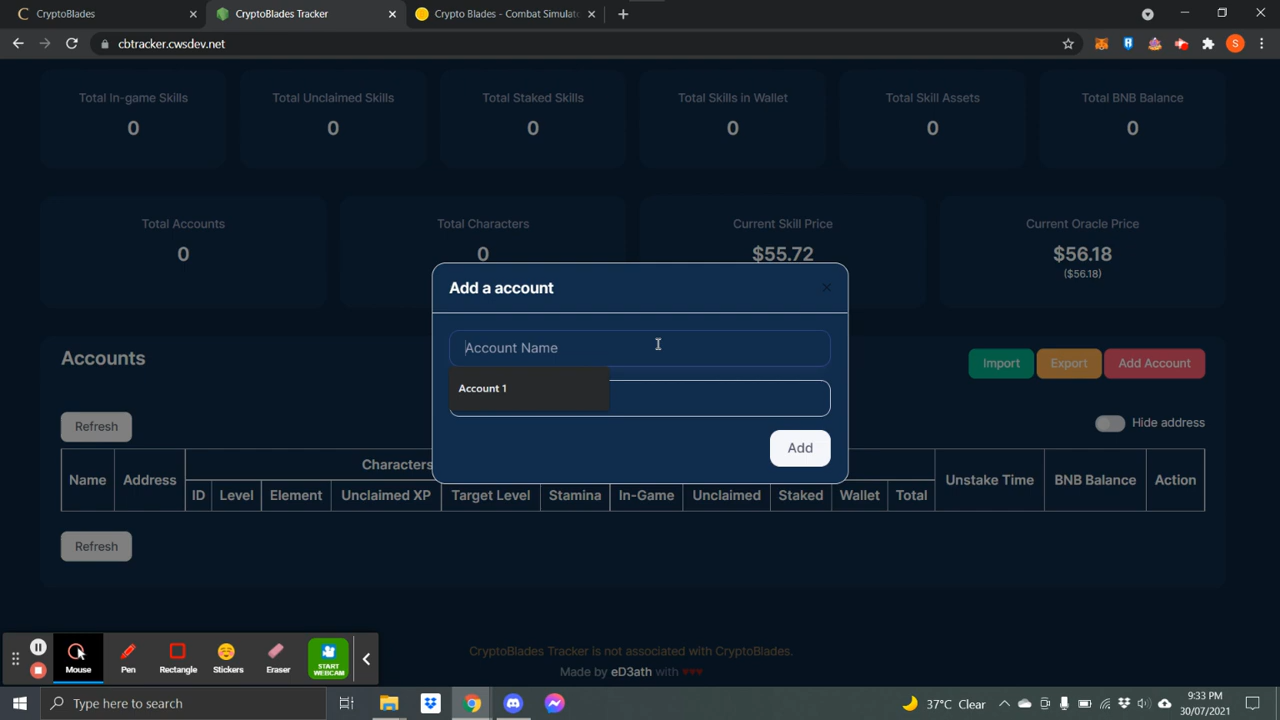 CryptoBlades
CryptoBlades Tracker
Crypto Blades - Combat Simulat
cbtracker.cwsdev.net
S
Total In-game Skills
Total Unclaimed Skills
Total Staked Skills
Total Skills in Wallet
Total Skill Assets
Total BNB Balance
0
0
0
0
0
0
Total Accounts
Total Characters
Current Skill Price
Current Oracle Price
0
0
$55.72
$56.18
($56.18)
Add a account
Account Name
Account 1
Add
Accounts
Import
Export
Add Account
Refresh
Hide address
Name
Address
Characters
Unstake Time
BNB Balance
Action
ID
Level
Element
Unclaimed XP
Target Level
Stamina
In-Game
Unclaimed
Staked
Wallet
Total
Refresh
CryptoBlades Tracker is not associated with CryptoBlades.
Made by eD3ath with
Mouse
Pen
Rectangle
Stickers
Eraser
START
WEBCAM
Type here to search
37°C Clear
9:33 PM
30/07/2021